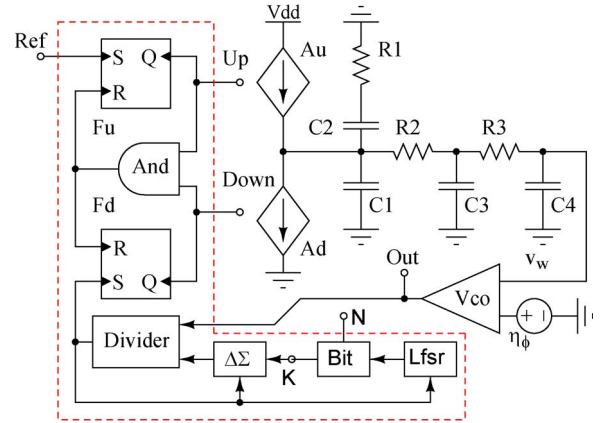 Vdd
Ref
S
Q
Up
Au
R1
R
Fu
C2
R2
R3
And
Down
Fd
C1
C3
C4
R
Ad
S
Q
Out
v_w
Vco
N
+
−
η_ϕ
Divider
ΔΣ
K
Bit
Lfsr